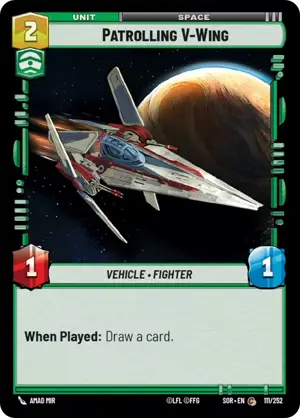 UNIT SPACE
2
PATROLLING V-WING
1
1
VEHICLE • FIGHTER
When Played: Draw a card.
AMAD MIR ©LFL ©FFG SOR • EN C 111/252